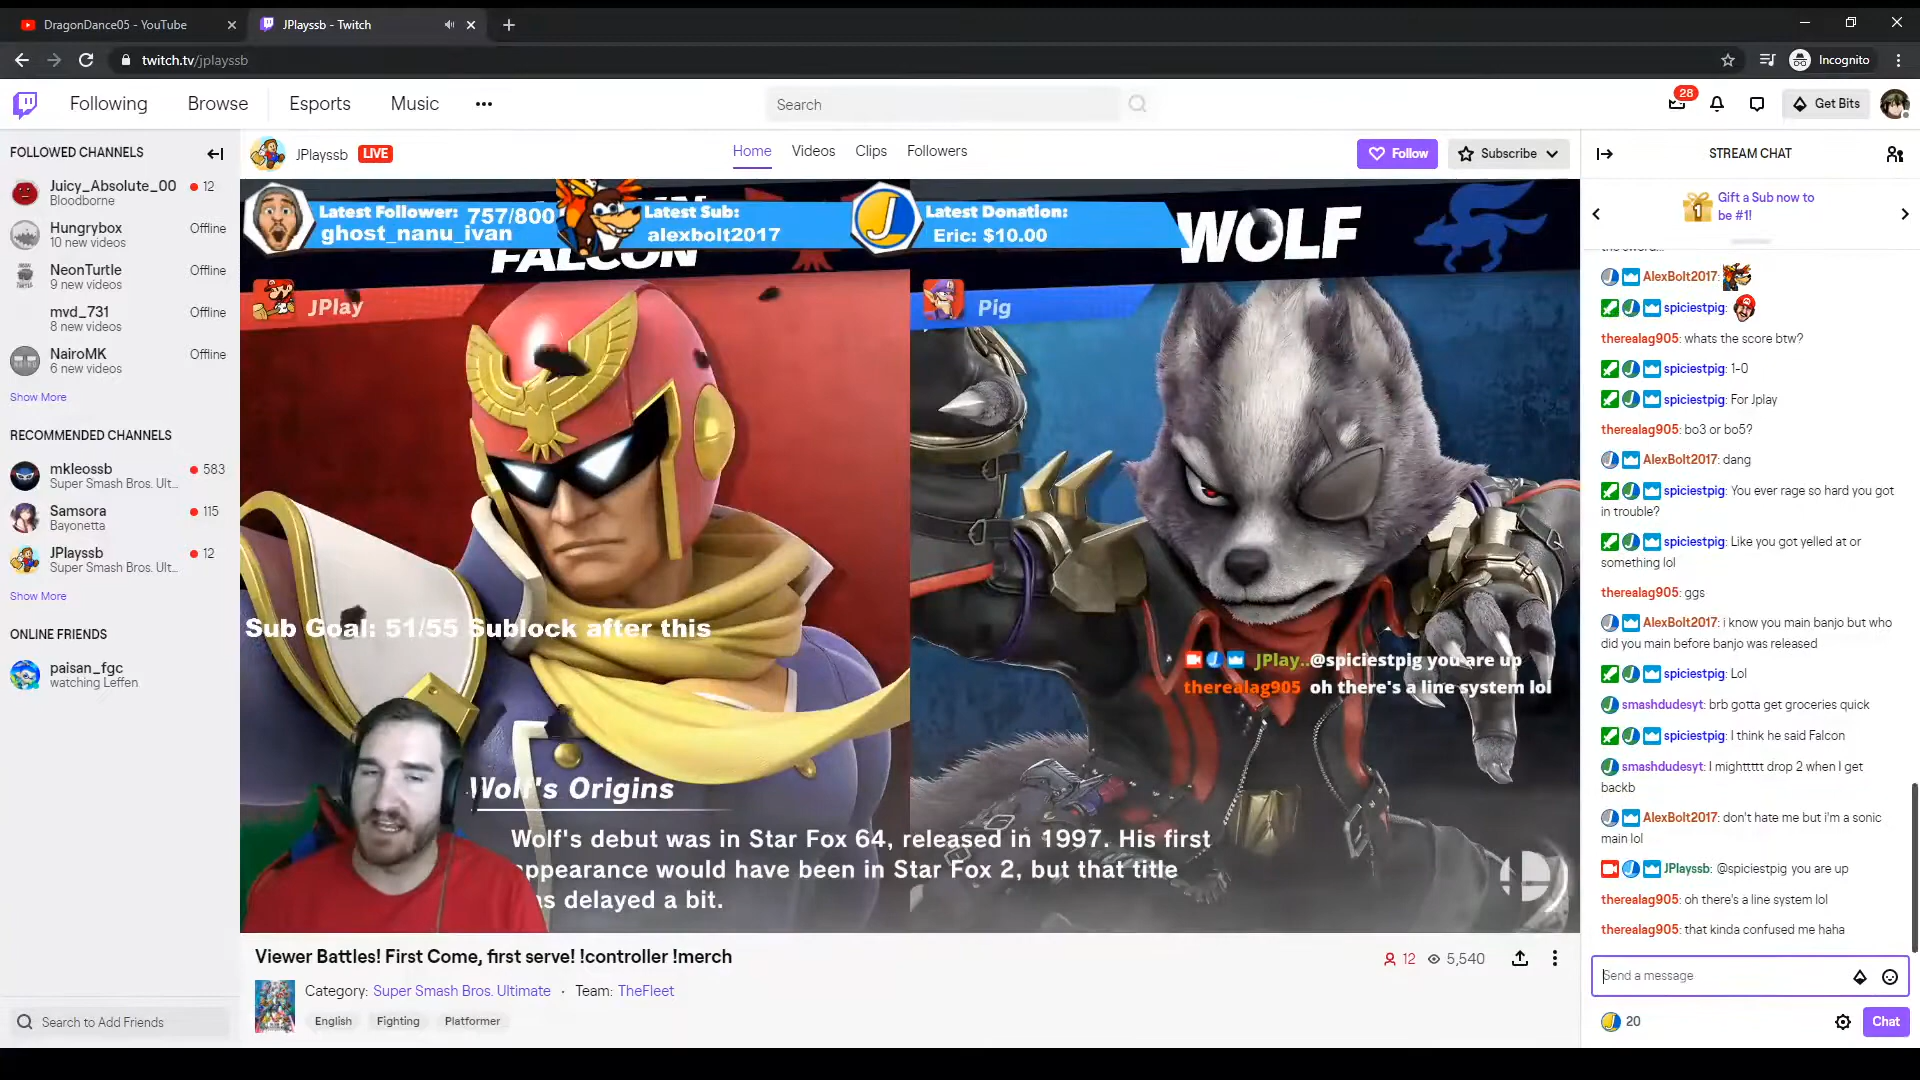 DragonDance05 - YouTube
JPlayssb - Twitch
twitch.tv/jplayssb
Incognito
Following
Browse
Esports
Music
Search
28
Get Bits
FOLLOWED CHANNELS
Juicy_Absolute_00
12
Bloodborne
Hungrybox
Offline
10 new videos
NeonTurtle
Offline
9 new videos
mvd_731
Offline
8 new videos
NairoMK
Offline
6 new videos
Show More
RECOMMENDED CHANNELS
mkleossb
583
Super Smash Bros. Ult...
Samsora
115
Bayonetta
JPlayssb
12
Super Smash Bros. Ult...
Show More
ONLINE FRIENDS
paisan_fgc
watching Leffen
Search to Add Friends
JPlayssb
LIVE
Home
Videos
Clips
Followers
Follow
Subscribe
Latest Follower: 757/800
ghost_nanu_ivan
Latest Sub:
alexbolt2017
Latest Donation:
Eric: $10.00
FALCON
WOLF
JPlay
Pig
Sub Goal: 51/55 Sublock after this
JPlay..@spiciestpig you are up
therealag905 oh there's a line system lol
Wolf's Origins
Wolf's debut was in Star Fox 64, released in 1997. His first
appearance would have been in Star Fox 2, but that title
delayed a bit.
Viewer Battles! First Come, first serve! !controller !merch
12
5,540
Category: Super Smash Bros. Ultimate · Team: TheFleet
English
Fighting
Platformer
STREAM CHAT
1
Gift a Sub now to
be #1!
the sword...
AlexBolt2017:
spiciestpig:
therealag905: whats the score btw?
spiciestpig: 1-0
spiciestpig: For Jplay
therealag905: bo3 or bo5?
AlexBolt2017: dang
spiciestpig: You ever rage so hard you got
in trouble?
spiciestpig: Like you got yelled at or
something lol
therealag905: ggs
AlexBolt2017: i know you main banjo but who
did you main before banjo was released
spiciestpig: Lol
smashdudesyt: brb gotta get groceries quick
spiciestpig: I think he said Falcon
smashdudesyt: I mighttttt drop 2 when I get
backb
AlexBolt2017: don't hate me but i'm a sonic
main lol
JPlayssb: @spiciestpig you are up
therealag905: oh there's a line system lol
therealag905: that kinda confused me haha
Send a message
20
Chat